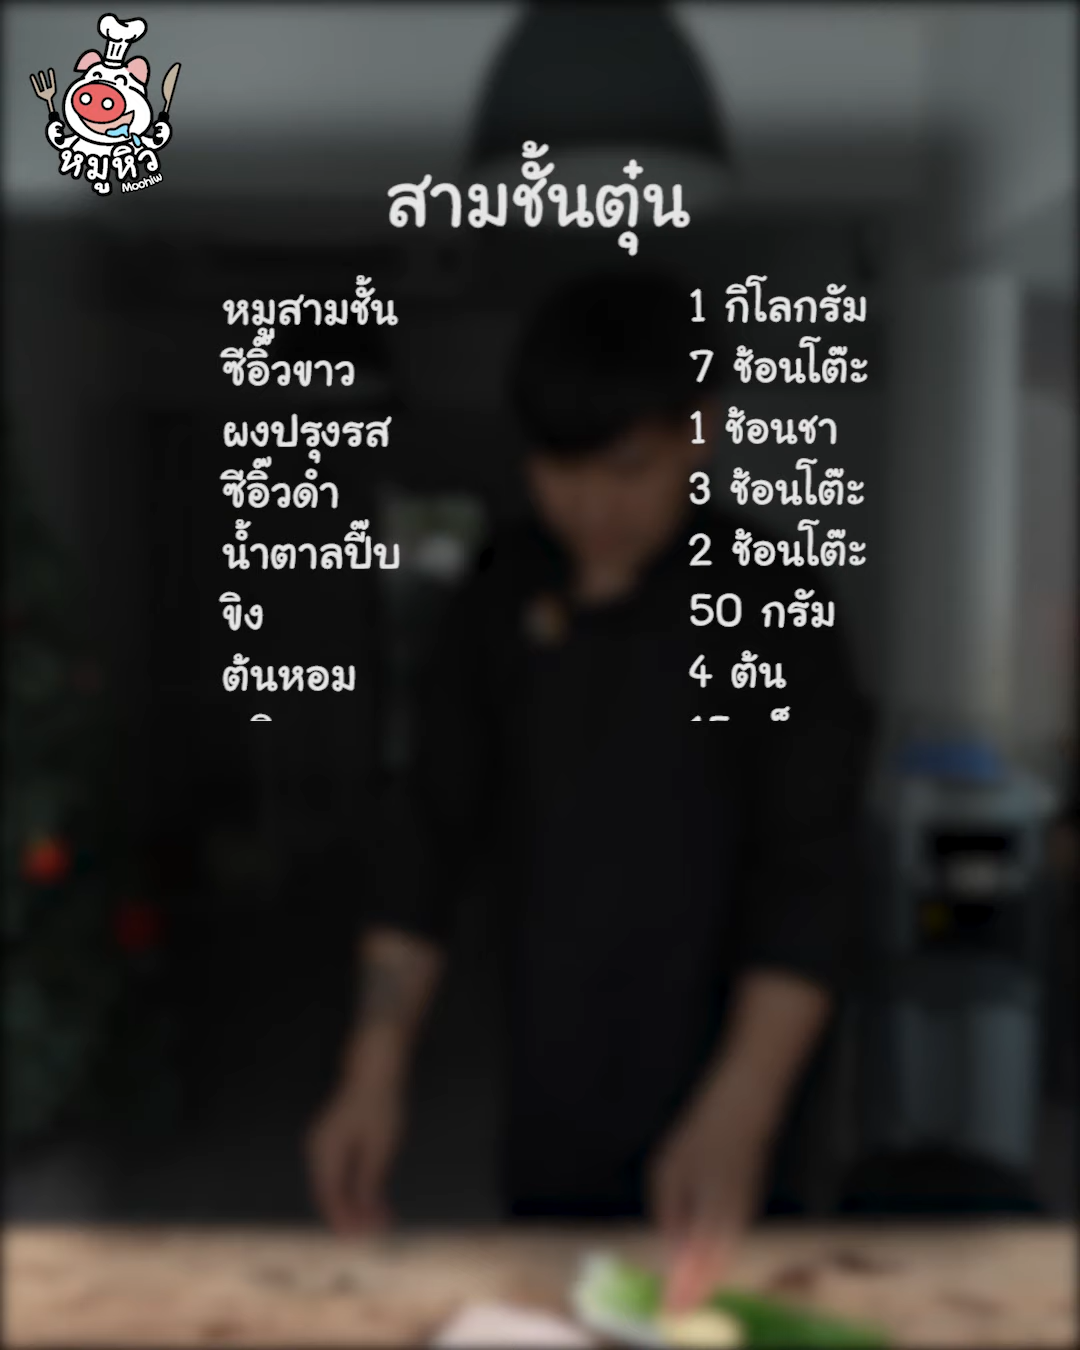 หมูหิว
Moohiw
สามชั้นตุ๋น
หมูสามชั้น 1 กิโลกรัม
ซีอิ๊วขาว 7 ช้อนโต๊ะ
ผงปรุงรส 1 ช้อนชา
ซีอิ๊วดำ 3 ช้อนโต๊ะ
น้ำตาลปี๊บ 2 ช้อนโต๊ะ
ขิง 50 กรัม
ต้นหอม 4 ต้น